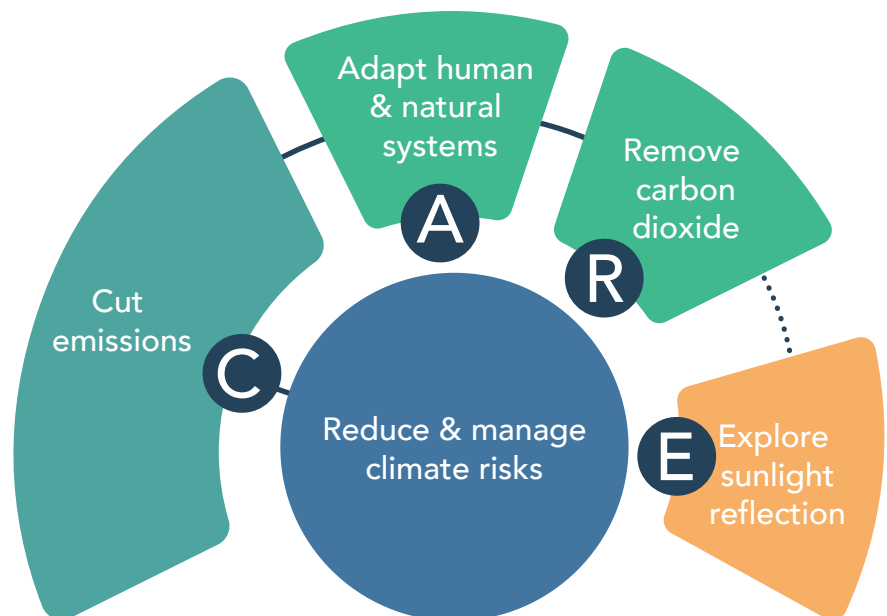 C
Cut
emissions
A
Adapt human
& natural
systems
R
Remove
carbon
dioxide
E
Explore
sunlight
reflection
Reduce & manage
climate risks